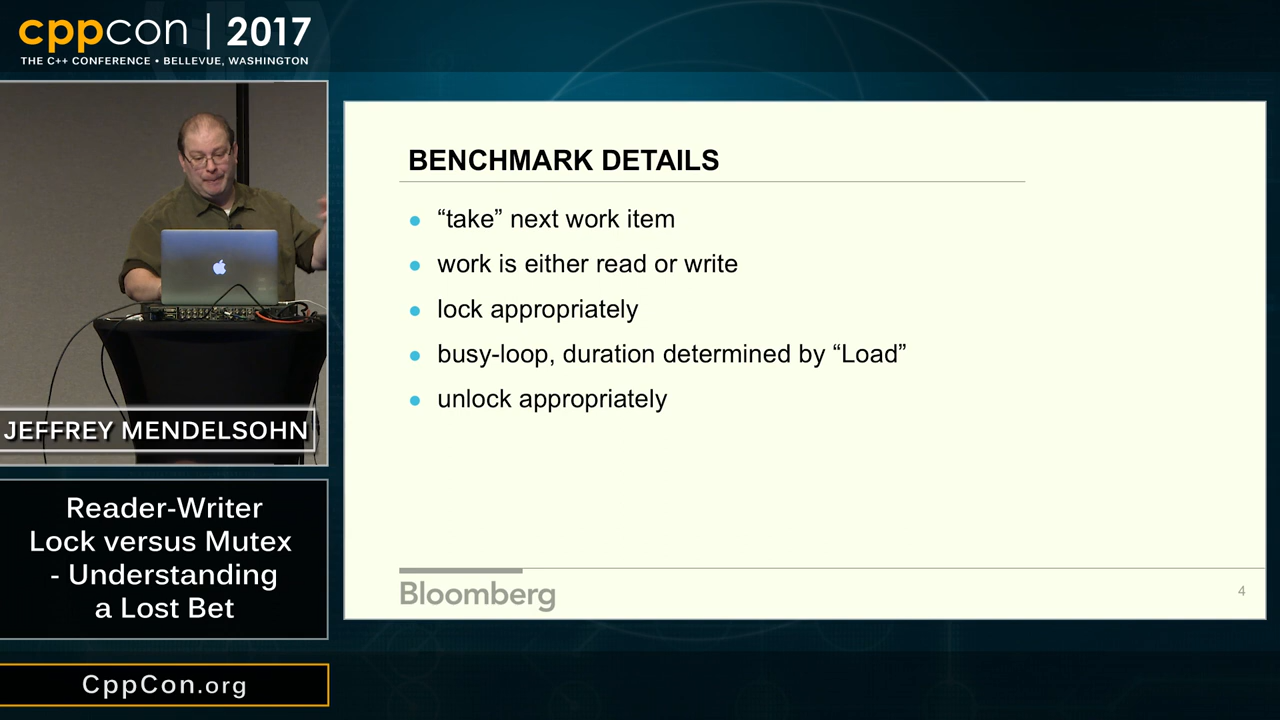 cppcon | 2017
THE C++ CONFERENCE • BELLEVUE, WASHINGTON
JEFFREY MENDELSOHN
Reader-Writer
Lock versus Mutex
- Understanding
a Lost Bet
CppCon.org
BENCHMARK DETAILS
• “take” next work item
• work is either read or write
• lock appropriately
• busy-loop, duration determined by “Load”
• unlock appropriately
Bloomberg
4